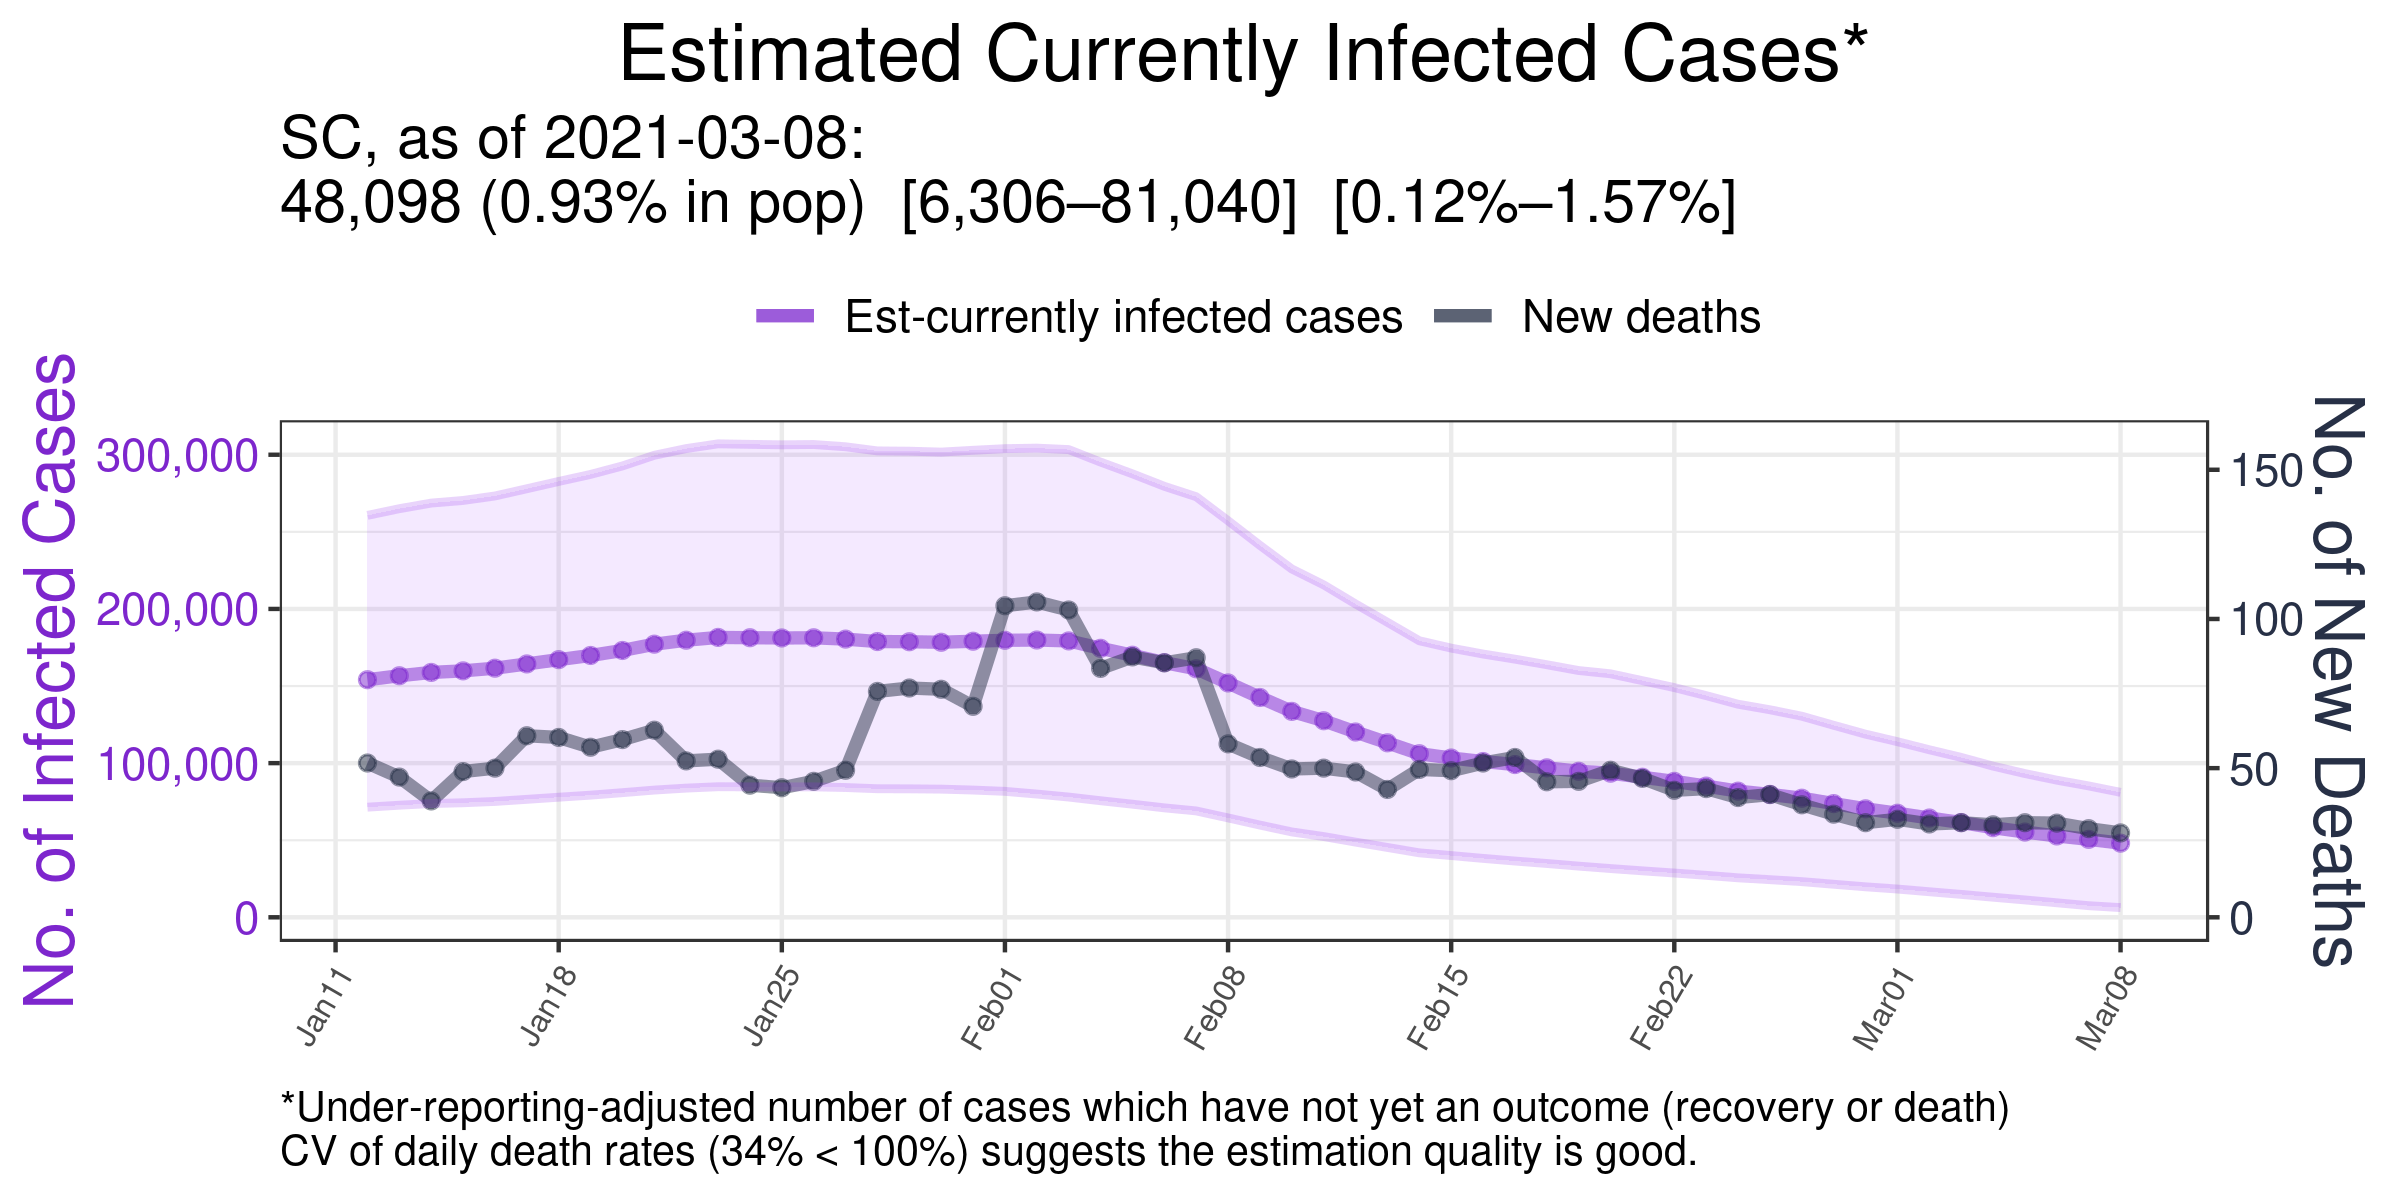 Estimated Currently Infected Cases*
SC, as of 2021-03-08:
48,098 (0.93% in pop)  [6,306–81,040]  [0.12%–1.57%]
Est-currently infected cases
New deaths
No. of Infected Cases
300,000
200,000
100,000
0
150
100
50
0
No. of New Deaths
Jan11
Jan18
Jan25
Feb01
Feb08
Feb15
Feb22
Mar01
Mar08
*Under-reporting-adjusted number of cases which have not yet an outcome (recovery or death)
CV of daily death rates (34% < 100%) suggests the estimation quality is good.